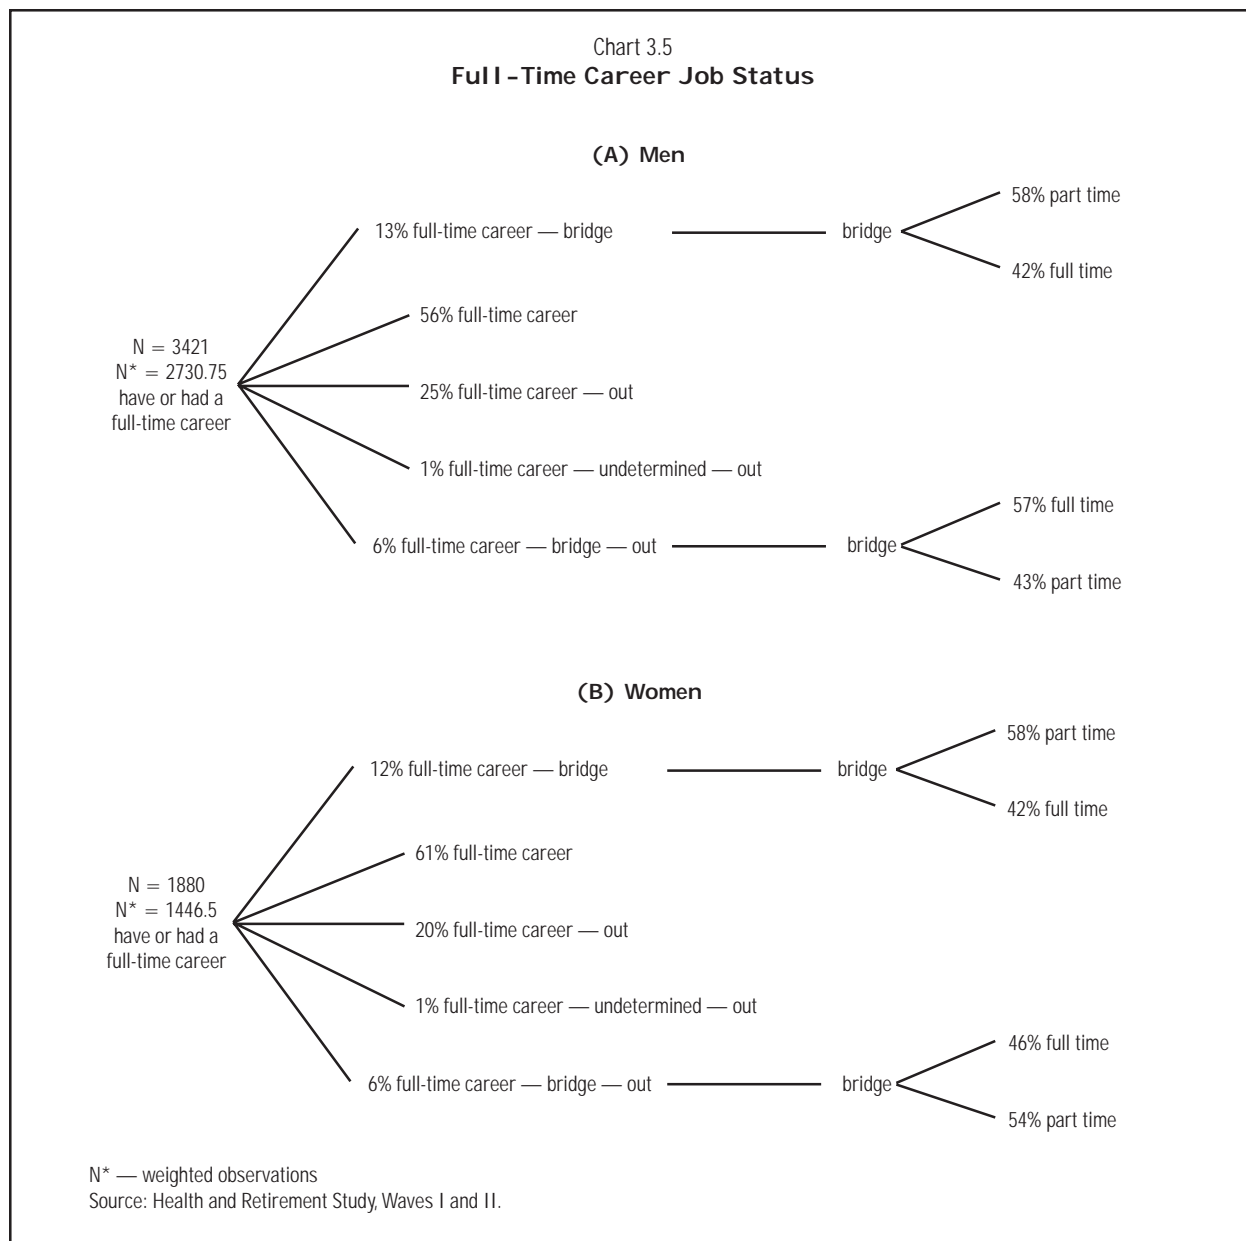 Chart 3.5
Full-Time Career Job Status
(A) Men
58% part time
13% full-time career — bridge
bridge
42% full time
56% full-time career
N = 3421
N* = 2730.75
have or had a
full-time career
25% full-time career — out
1% full-time career — undetermined — out
57% full time
6% full-time career — bridge — out
bridge
43% part time
(B) Women
58% part time
12% full-time career — bridge
bridge
42% full time
61% full-time career
N = 1880
N* = 1446.5
have or had a
full-time career
20% full-time career — out
1% full-time career — undetermined — out
46% full time
6% full-time career — bridge — out
bridge
54% part time
N* — weighted observations
Source: Health and Retirement Study, Waves I and II.